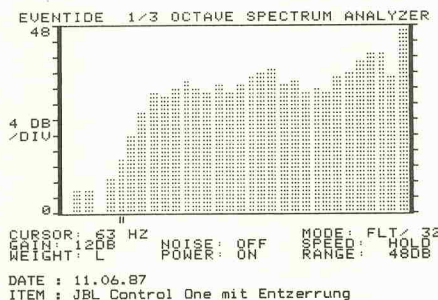 EVENTIDE 1/3 OCTAVE SPECTRUM ANALYZER
48
4 DB
/DIV
0
CURSOR: 63 HZ MODE: FLT/ 32
GAIN: 12DB NOISE: OFF SPEED: HOLD
WEIGHT: L POWER: ON RANGE: 48DB
DATE : 11.06.87
ITEM : JBL Control One mit Entzerrung